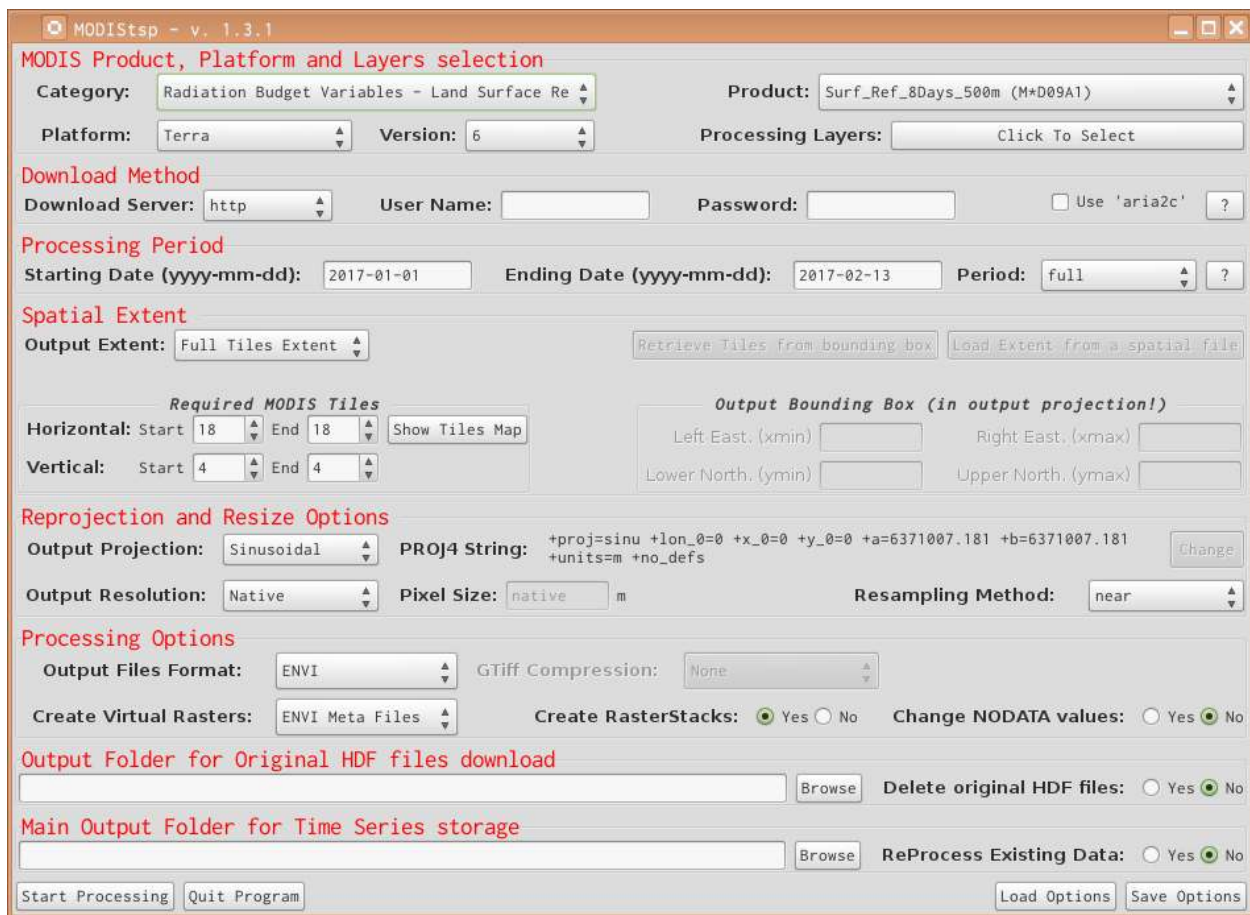 MODIStsp - v. 1.3.1
MODIS Product, Platform and Layers selection
Category: Radiation Budget Variables - Land Surface Re Product: Surf_Ref_8Days_500m (M*D09A1)
Platform: Terra Version: 6 Processing Layers: Click To Select
Download Method
Download Server: http User Name: Password: Use 'aria2c' ?
Processing Period
Starting Date (yyyy-mm-dd): 2017-01-01 Ending Date (yyyy-mm-dd): 2017-02-13 Period: full ?
Spatial Extent
Output Extent: Full Tiles Extent Retrieve Tiles from bounding box Load Extent from a spatial file
Required MODIS Tiles Output Bounding Box (in output projection!)
Horizontal: Start 18 End 18 Show Tiles Map Left East. (xmin) Right East. (xmax)
Vertical: Start 4 End 4 Lower North. (ymin) Upper North. (ymax)
Reprojection and Resize Options
Output Projection: Sinusoidal PROJ4 String: +proj=sinu +lon_0=0 +x_0=0 +y_0=0 +a=6371007.181 +b=6371007.181 Change
+units=m +no_defs
Output Resolution: Native Pixel Size: native m Resampling Method: near
Processing Options
Output Files Format: ENVI GTiff Compression: None
Create Virtual Rasters: ENVI Meta Files Create RasterStacks: Yes No Change NODATA values: Yes No
Output Folder for Original HDF files download
Browse Delete original HDF files: Yes No
Main Output Folder for Time Series storage
Browse ReProcess Existing Data: Yes No
Start Processing Quit Program Load Options Save Options